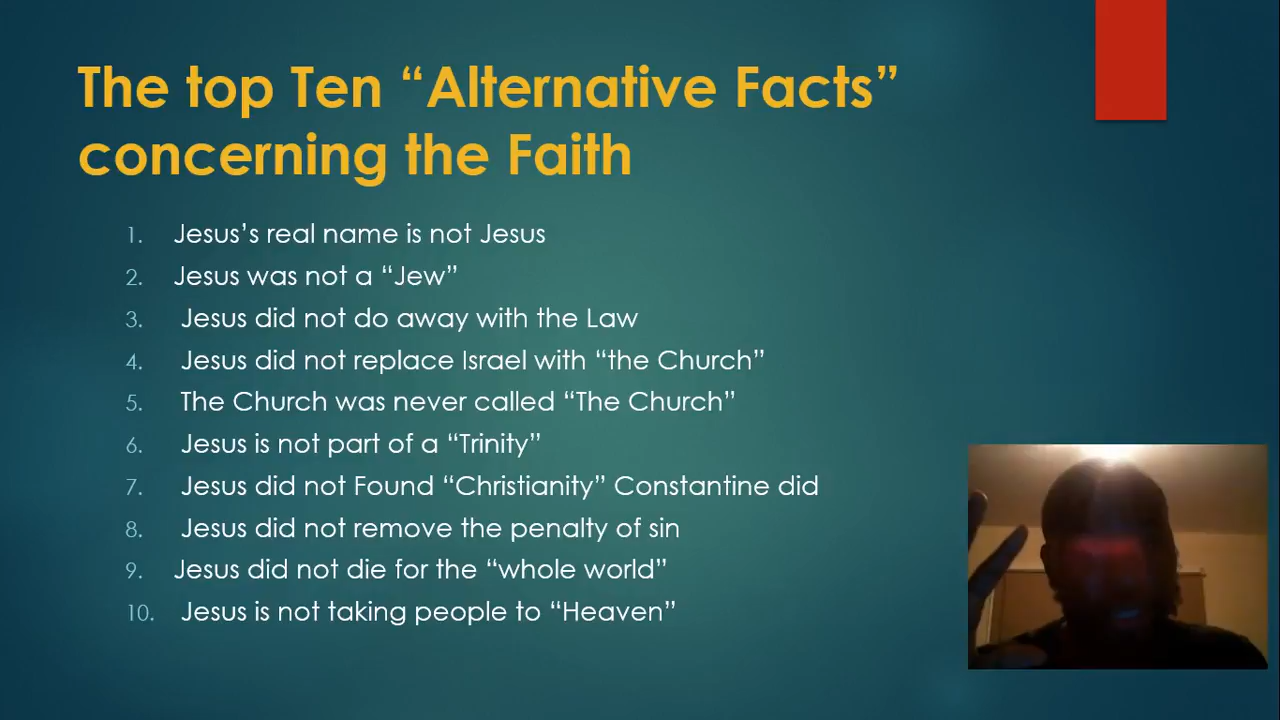 The top Ten “Alternative Facts”
concerning the Faith
1. Jesus’s real name is not Jesus
2. Jesus was not a “Jew”
3. Jesus did not do away with the Law
4. Jesus did not replace Israel with “the Church”
5. The Church was never called “The Church”
6. Jesus is not part of a “Trinity”
7. Jesus did not Found “Christianity” Constantine did
8. Jesus did not remove the penalty of sin
9. Jesus did not die for the “whole world”
10. Jesus is not taking people to “Heaven”